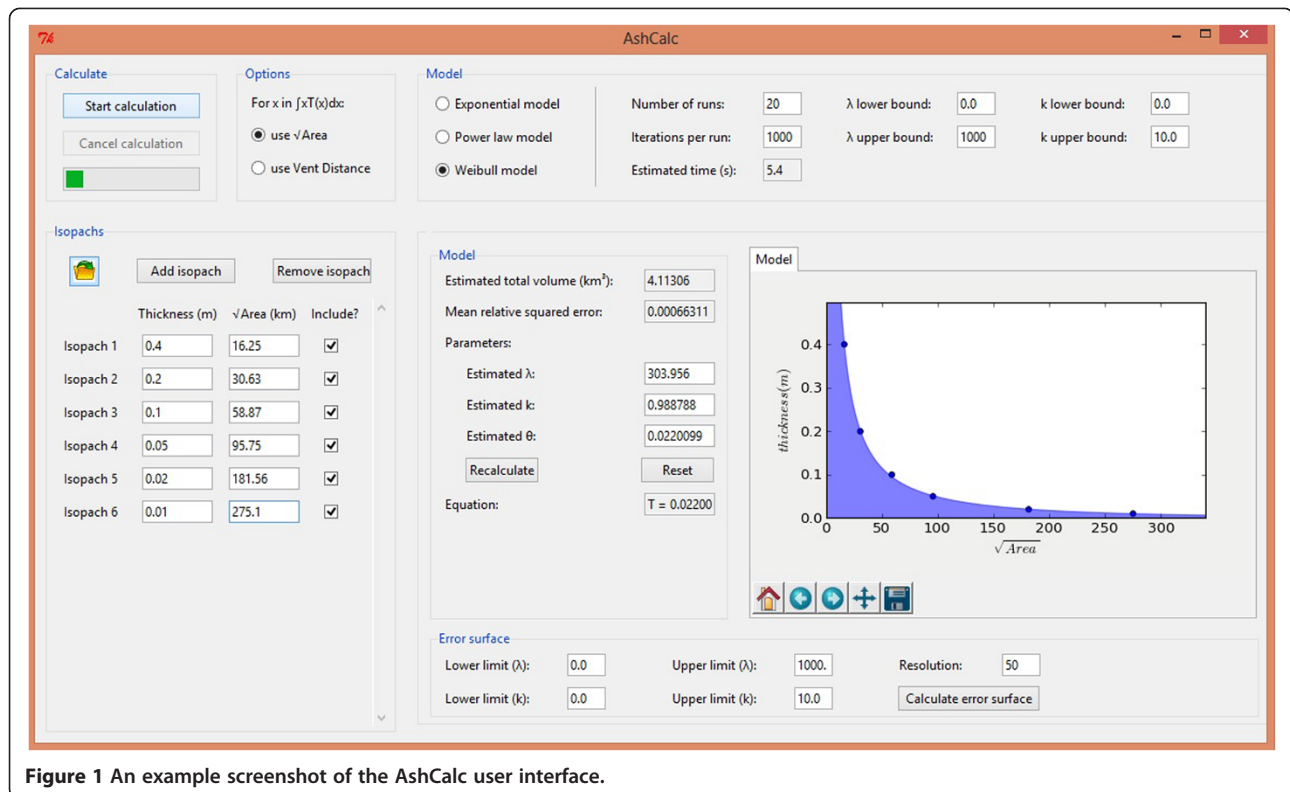 AshCalc
Calculate
Start calculation
Cancel calculation
Options
For x in ∫xT(x)dx:
use √Area
use Vent Distance
Model
Exponential model
Power law model
Weibull model
Number of runs: 20
Iterations per run: 1000
Estimated time (s): 5.4
λ lower bound: 0.0
λ upper bound: 1000
k lower bound: 0.0
k upper bound: 10.0
Isopachs
Add isopach Remove isopach
Thickness (m) √Area (km) Include?
Isopach 1 0.4 16.25
Isopach 2 0.2 30.63
Isopach 3 0.1 58.87
Isopach 4 0.05 95.75
Isopach 5 0.02 181.56
Isopach 6 0.01 275.1
Model
Estimated total volume (km³): 4.11306
Mean relative squared error: 0.00066311
Parameters:
Estimated λ: 303.956
Estimated k: 0.988788
Estimated θ: 0.0220099
Recalculate Reset
Equation: T = 0.02200
Model
thickness(m)
0.4
0.3
0.2
0.1
0.0
0 50 100 150 200 250 300
√Area
Error surface
Lower limit (λ): 0.0 Upper limit (λ): 1000. Resolution: 50
Lower limit (k): 0.0 Upper limit (k): 10.0 Calculate error surface
Figure 1 An example screenshot of the AshCalc user interface.